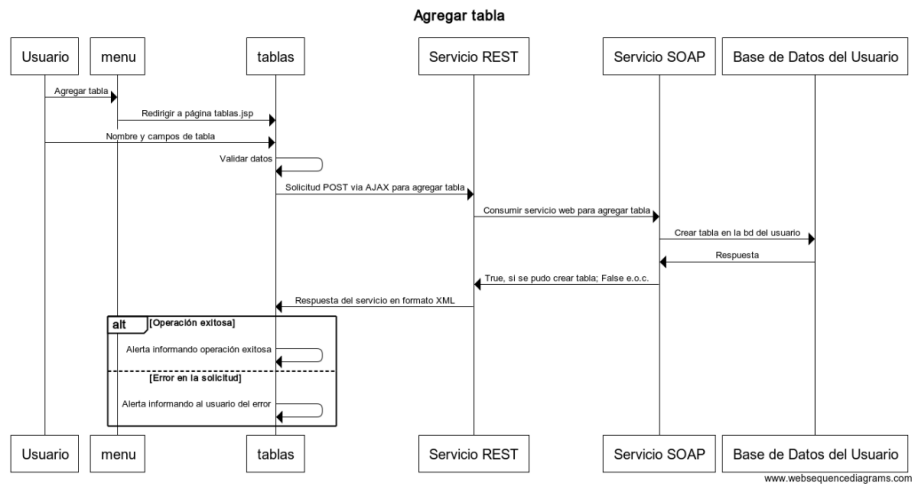 Agregar tabla
Usuario
menu
tablas
Servicio REST
Servicio SOAP
Base de Datos del Usuario
Agregar tabla
Redirigir a página tablas.jsp
Nombre y campos de tabla
Validar datos
Solicitud POST via AJAX para agregar tabla
Consumir servicio web para agregar tabla
Crear tabla en la bd del usuario
Respuesta
True, si se pudo crear tabla; False e.o.c.
Respuesta del servicio en formato XML
alt [Operación exitosa]
Alerta informando operación exitosa
[Error en la solicitud]
Alerta informando al usuario del error
Usuario
menu
tablas
Servicio REST
Servicio SOAP
Base de Datos del Usuario
www.websequencediagrams.com